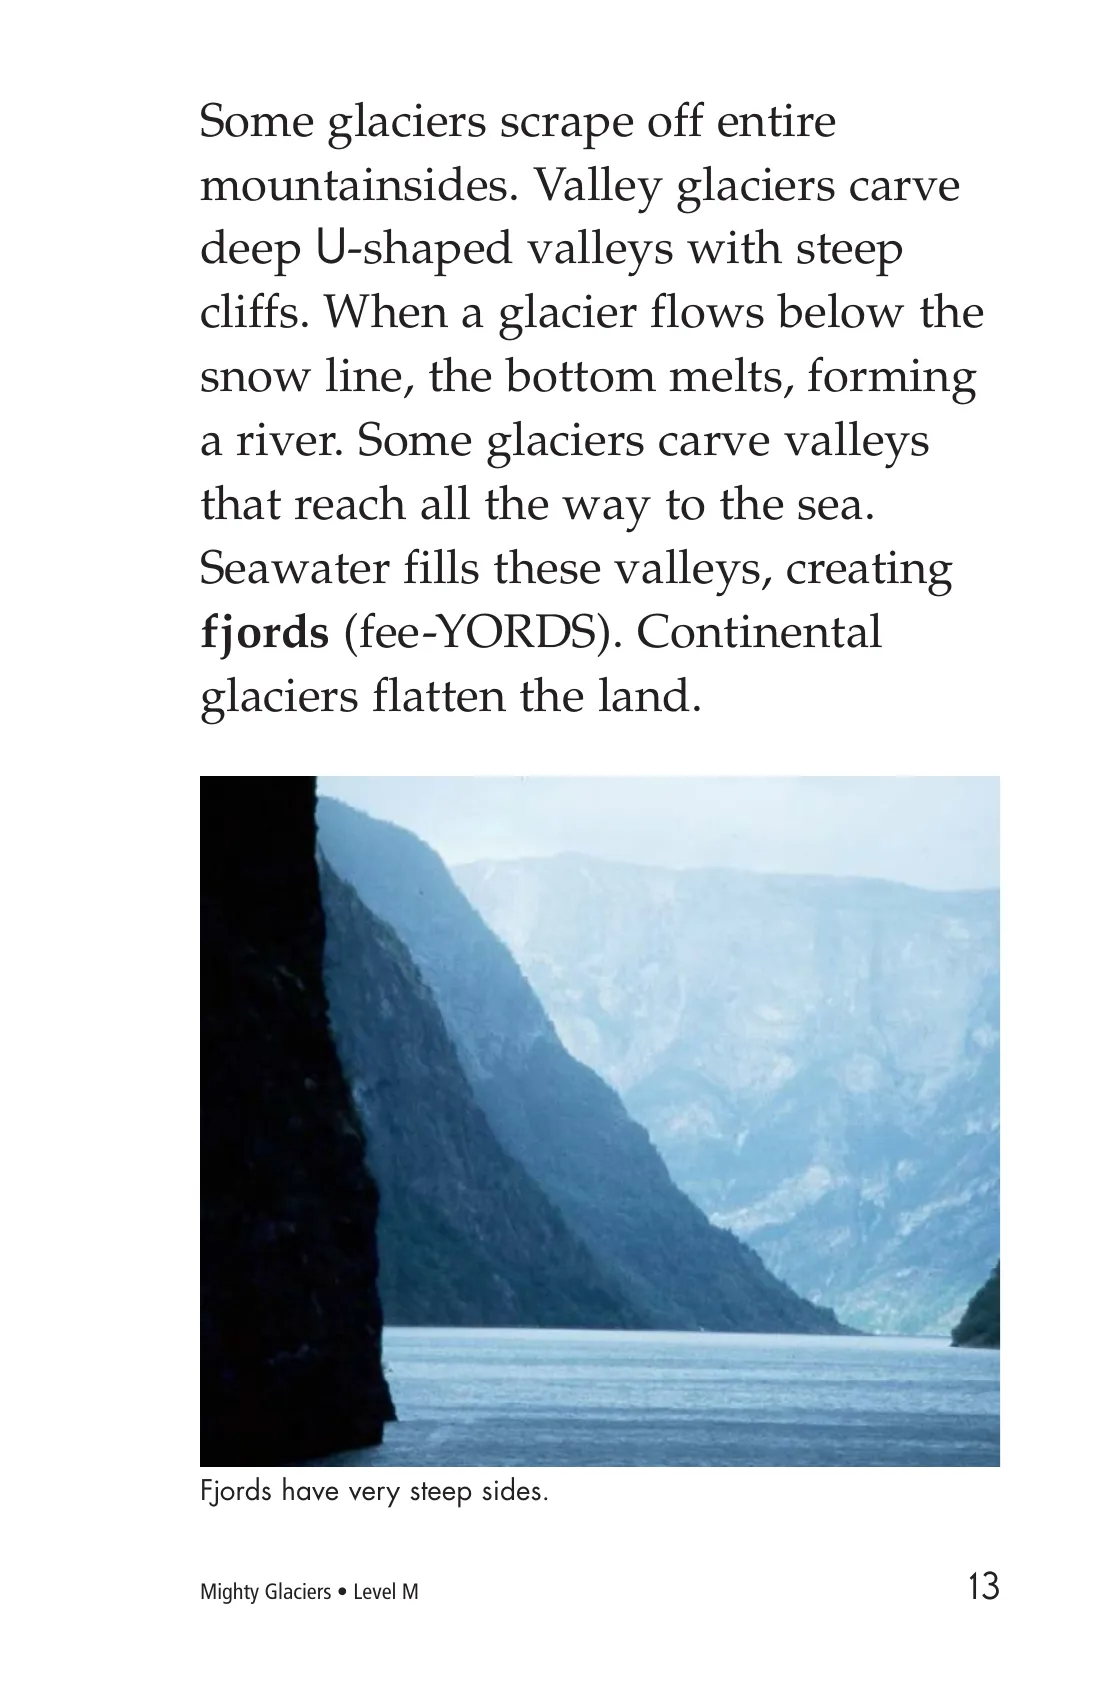 Some glaciers scrape off entire
mountainsides. Valley glaciers carve
deep U-shaped valleys with steep
cliffs. When a glacier flows below the
snow line, the bottom melts, forming
a river. Some glaciers carve valleys
that reach all the way to the sea.
Seawater fills these valleys, creating
fjords (fee-YORDS). Continental
glaciers flatten the land.
Fjords have very steep sides.
Mighty Glaciers • Level M 13